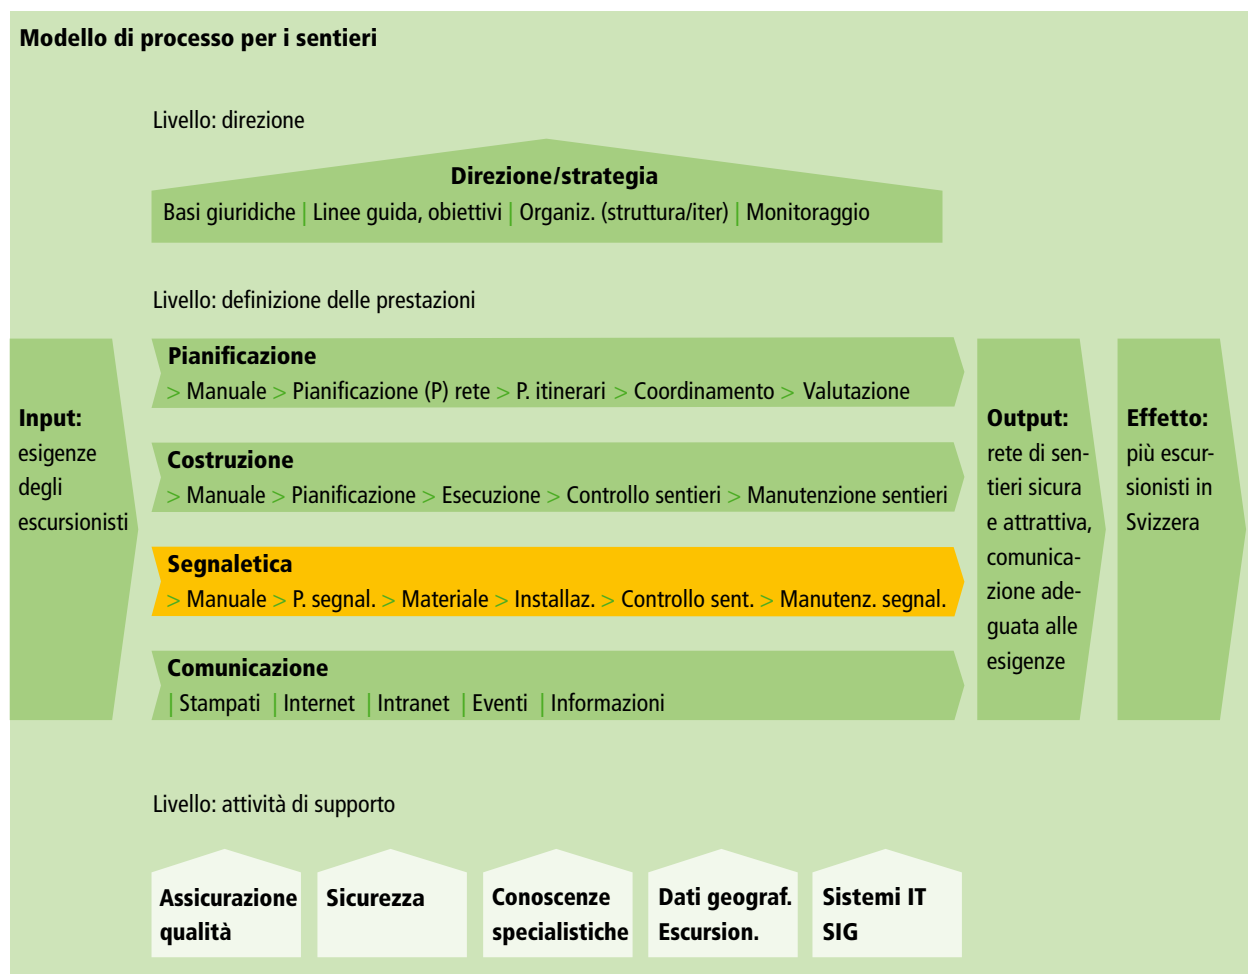 Modello di processo per i sentieri
Livello: direzione
Direzione/strategia
Basi giuridiche | Linee guida, obiettivi | Organiz. (struttura/iter) | Monitoraggio
Livello: definizione delle prestazioni
Input:
esigenze
degli
escursionisti
Pianificazione
> Manuale > Pianificazione (P) rete > P. itinerari > Coordinamento > Valutazione
Costruzione
> Manuale > Pianificazione > Esecuzione > Controllo sentieri > Manutenzione sentieri
Segnaletica
> Manuale > P. segnal. > Materiale > Installaz. > Controllo sent. > Manutenz. segnal.
Comunicazione
| Stampati | Internet | Intranet | Eventi | Informazioni
Output:
rete di sen-
tieri sicura
e attrattiva,
comunica-
zione ade-
guata alle
esigenze
Effetto:
più escur-
sionisti in
Svizzera
Livello: attività di supporto
Assicurazione
qualità
Sicurezza
Conoscenze
specialistiche
Dati geograf.
Escursion.
Sistemi IT
SIG